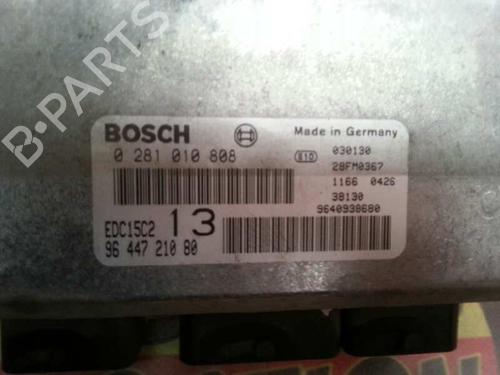 B-Parts
BOSCH
Made in Germany
0 281 010 808
e10
030130
28FM0367
1166 0426
38130
9640938680
EDC15C2
13
96 447 210 80